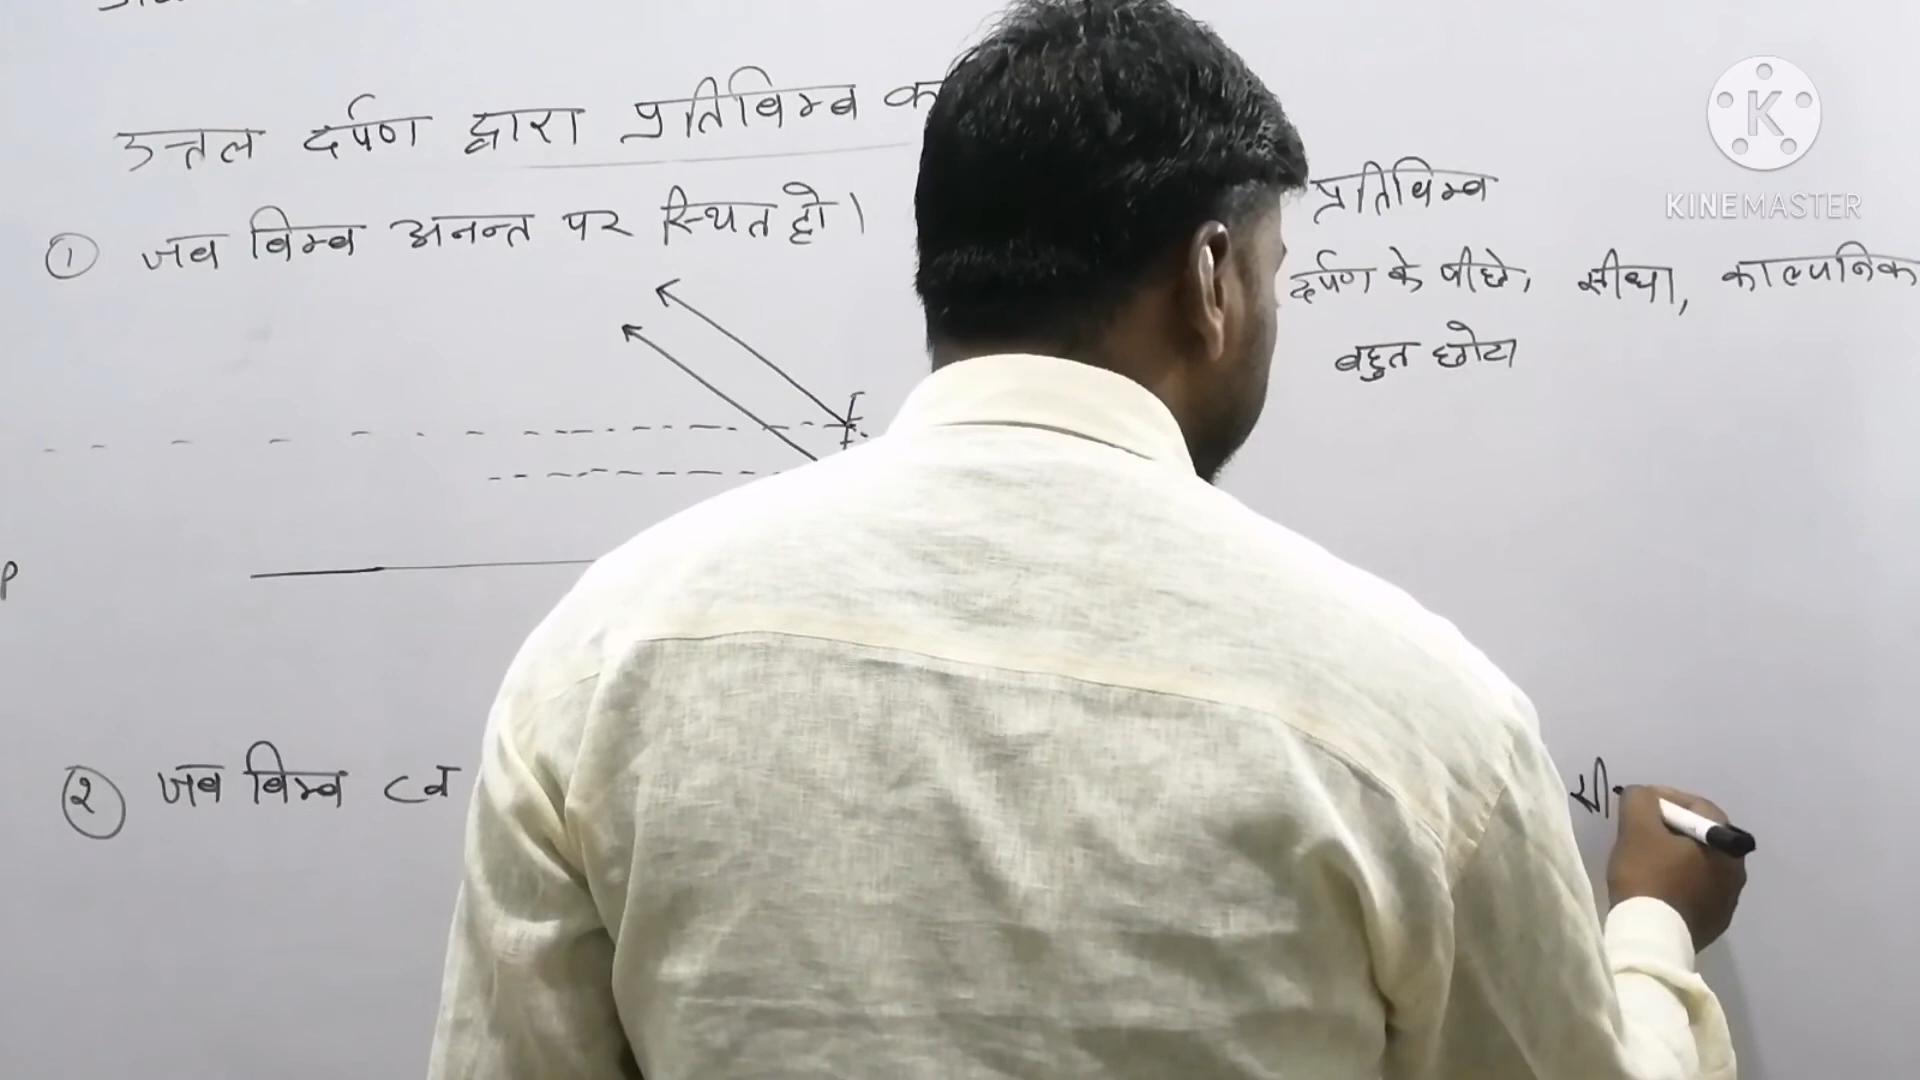 उत्तल दर्पण द्वारा प्रतिबिम्ब
① जब बिम्ब अनन्त पर स्थित हो।
प्रतिबिम्ब
दर्पण के पीछे, सीधा, काल्पनिक
बहुत छोटा
P
② जब बिम्ब C व
सी
K
KINEMASTER